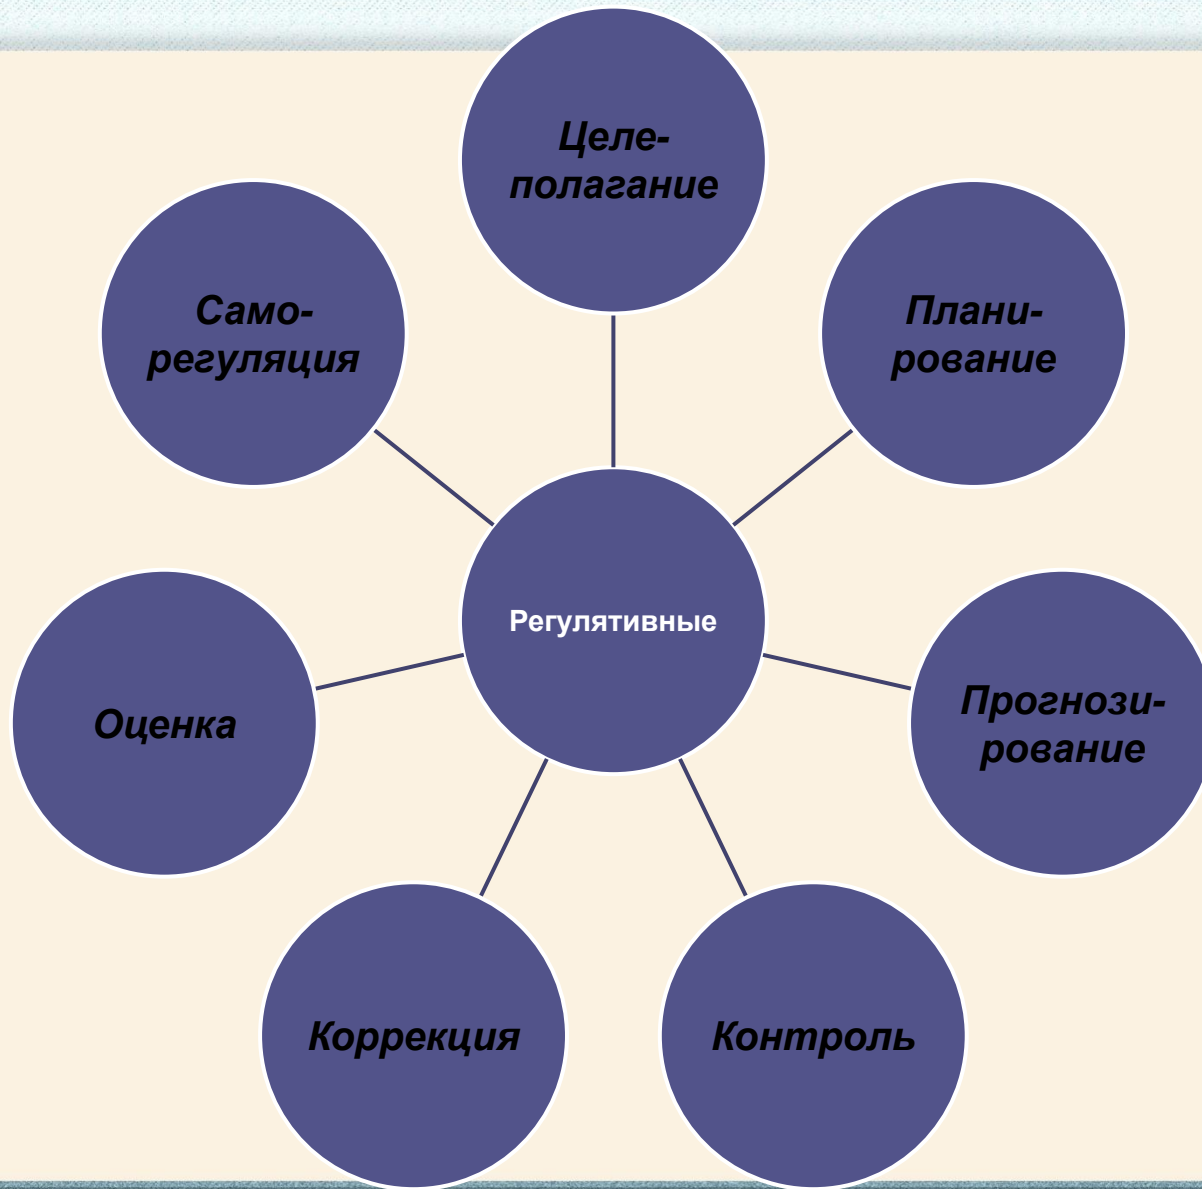 Целе-
полагание
Плани-
рование
Прогнози-
рование
Контроль
Коррекция
Оценка
Само-
регуляция
Регулятивные